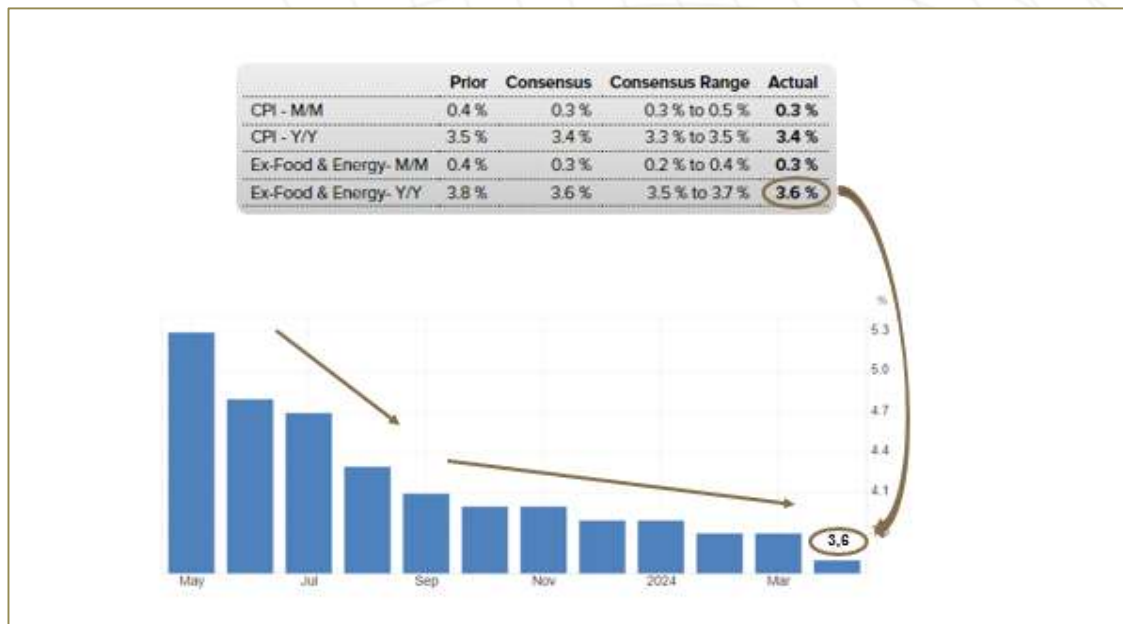 Prior Consensus Consensus Range Actual
CPI - M/M 0.4 % 0.3 % 0.3 % to 0.5 % 0.3 %
CPI - Y/Y 3.5 % 3.4 % 3.3 % to 3.5 % 3.4 %
Ex-Food & Energy- M/M 0.4 % 0.3 % 0.2 % to 0.4 % 0.3 %
Ex-Food & Energy- Y/Y 3.8 % 3.6 % 3.5 % to 3.7 % 3.6 %
%
5.3
5.0
4.7
4.4
4.1
3,6
May Jul Sep Nov 2024 Mar